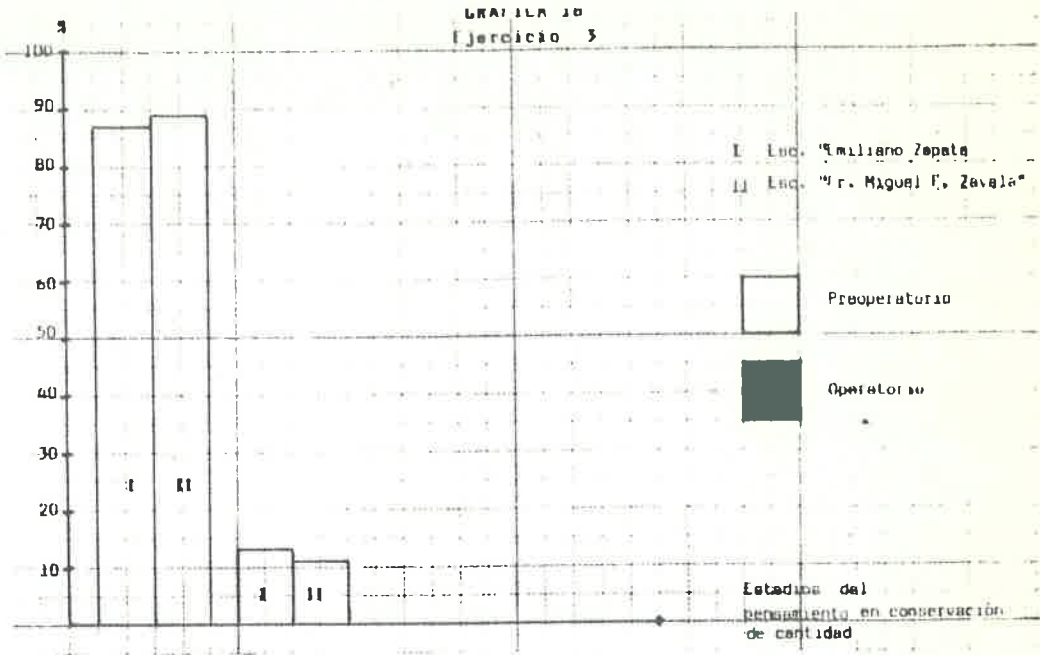 Ejercicio 3
%
100
90
80
70
60
50
40
30
20
10
I II
I II
I Esc. "Emiliano Zapata
II Esc. Miguel F. Zavala"
Preoperatorio
Operatorio
Estadios del
pensamiento en conservación
de cantidad